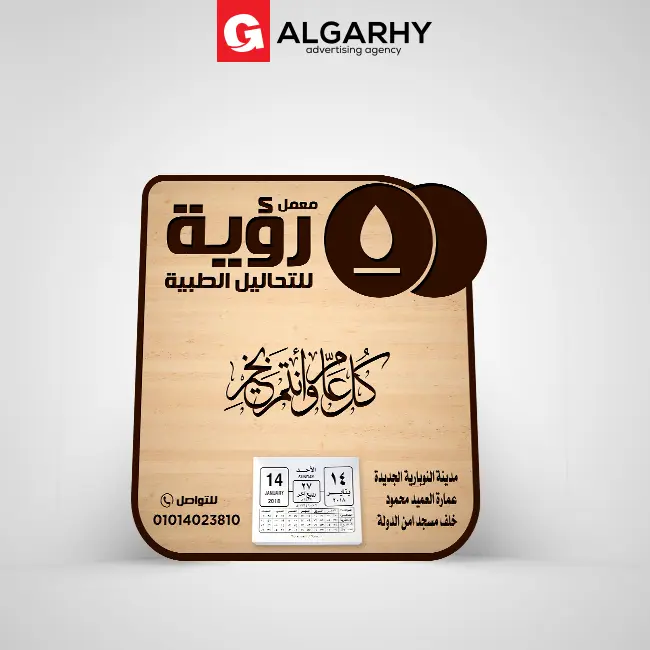 G ALGARHY
advertising agency
معمل
رؤية
للتحاليل الطبية
كل عام وأنتم بخير
14
JANUARY
2018
الأحد
٢٧
١٤
يناير
٢٠١٨
مدينة النوبارية الجديدة
عمارة العميد محمود
خلف مسجد امن الدولة
للتواصل
01014023810